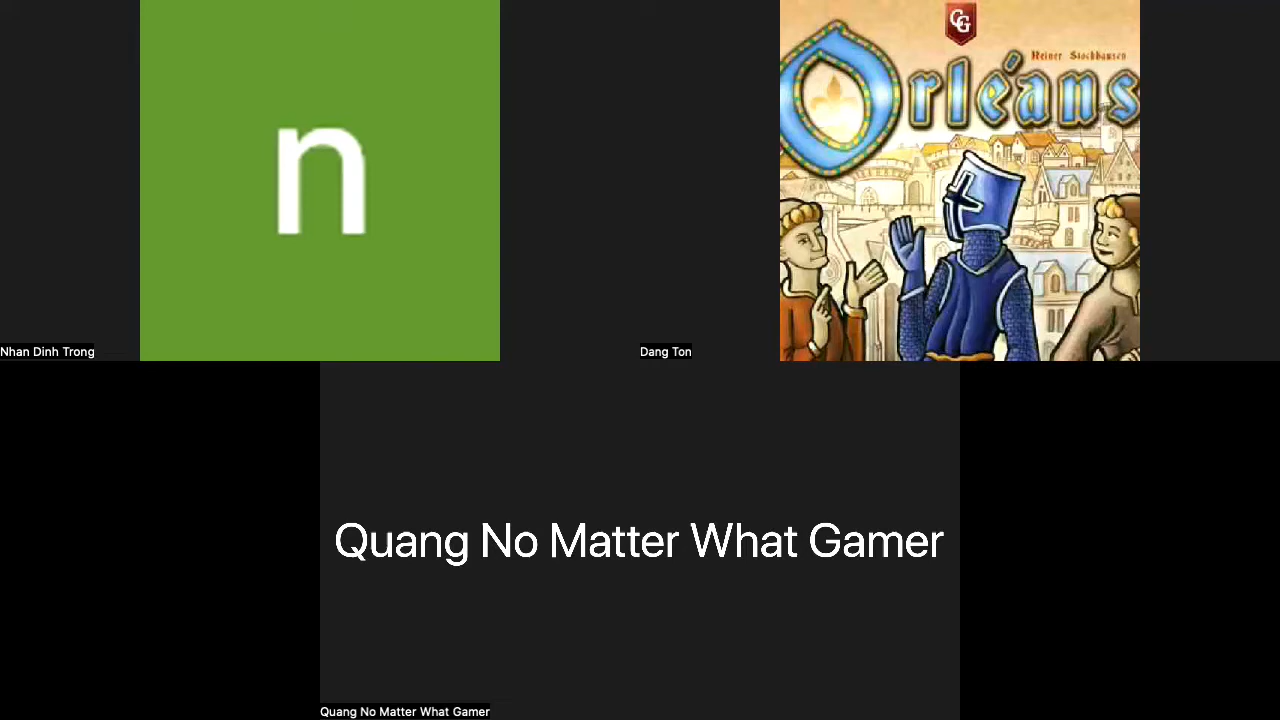 n
Nhan Dinh Trong
CG
Reiner Stockhausen
Orléans
Dang Ton
Quang No Matter What Gamer
Quang No Matter What Gamer